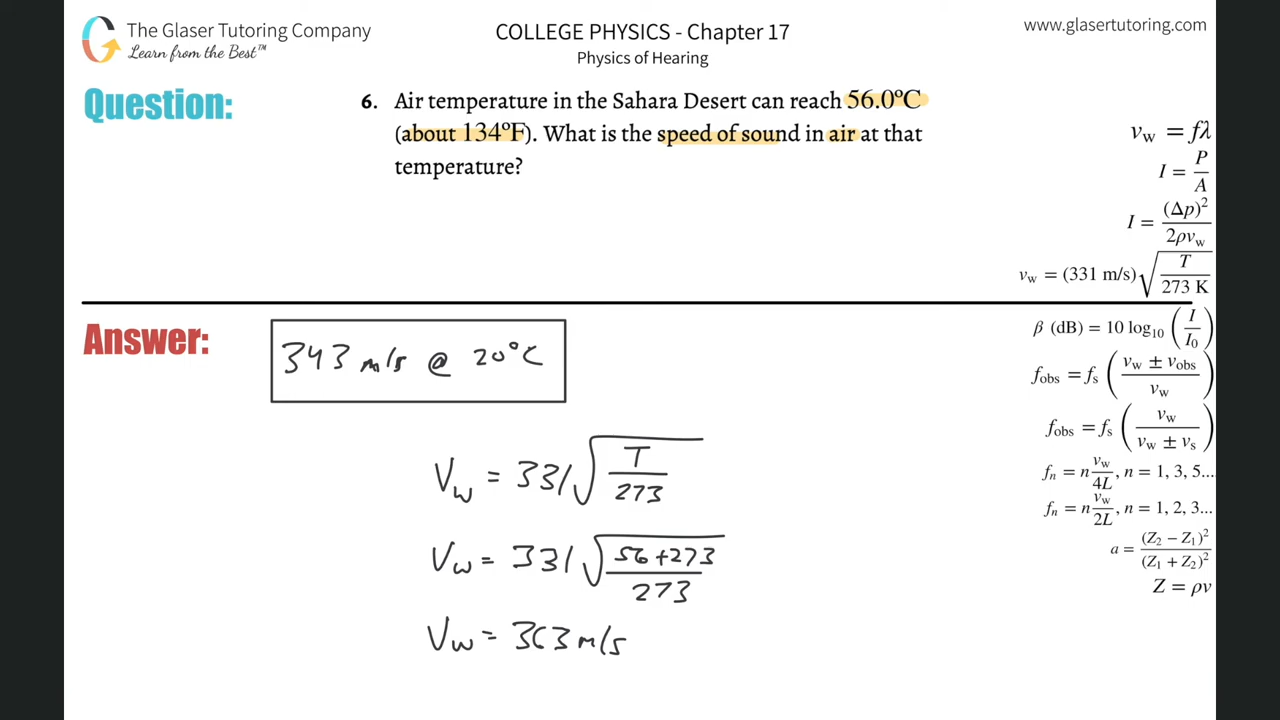 The Glaser Tutoring Company
Learn from the Best™
COLLEGE PHYSICS - Chapter 17
Physics of Hearing
www.glasertutoring.com
Question:
6. Air temperature in the Sahara Desert can reach 56.0ºC
(about 134ºF). What is the speed of sound in air at that
temperature?
v_w = fλ
I = P/A
I = (Δp)²/2ρv_w
v_w = (331 m/s)√(T/273 K)
Answer:
343 m/s @ 20°C
V_w = 331√(T/273)
V_w = 331√((56+273)/273)
V_w = 363 m/s
β (dB) = 10 log₁₀(I/I₀)
f_obs = f_s((v_w ± v_obs)/v_w)
f_obs = f_s(v_w/(v_w ± v_s))
f_n = n v_w/4L, n = 1, 3, 5...
f_n = n v_w/2L, n = 1, 2, 3...
a = (Z₂ − Z₁)²/(Z₁ + Z₂)²
Z = ρv